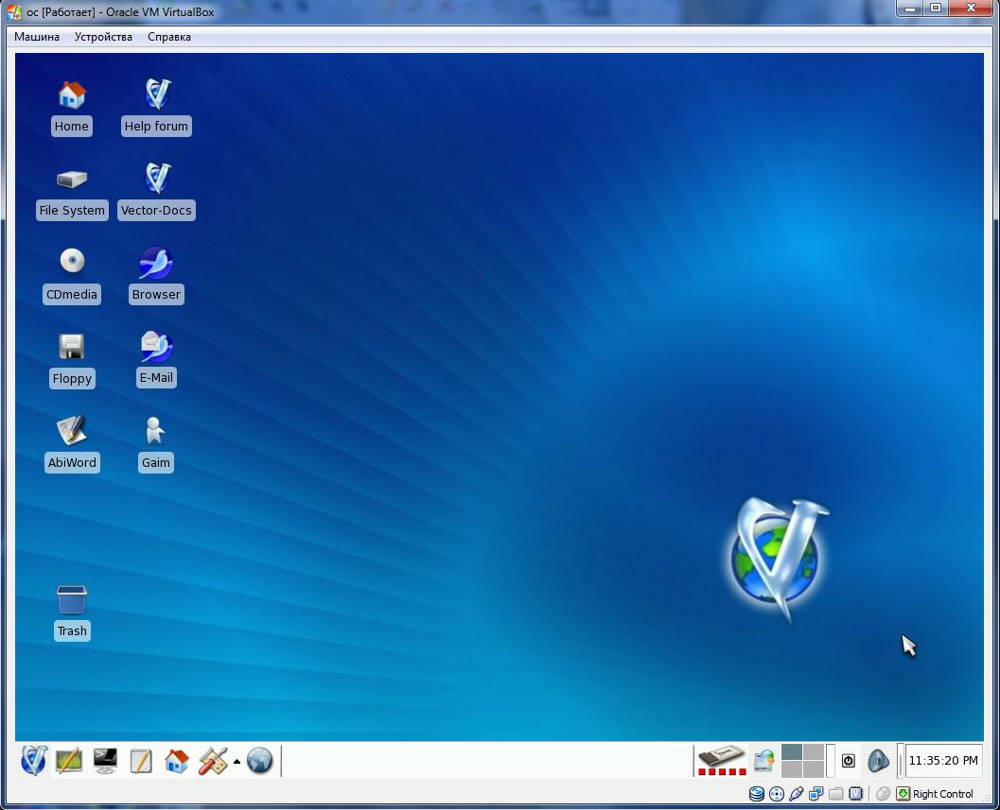 ос [Работает] - Oracle VM VirtualBox
Машина Устройства Справка
Home Help forum
File System Vector-Docs
CDmedia Browser
Floppy E-Mail
AbiWord Gaim
Trash
11:35:20 PM
Right Control